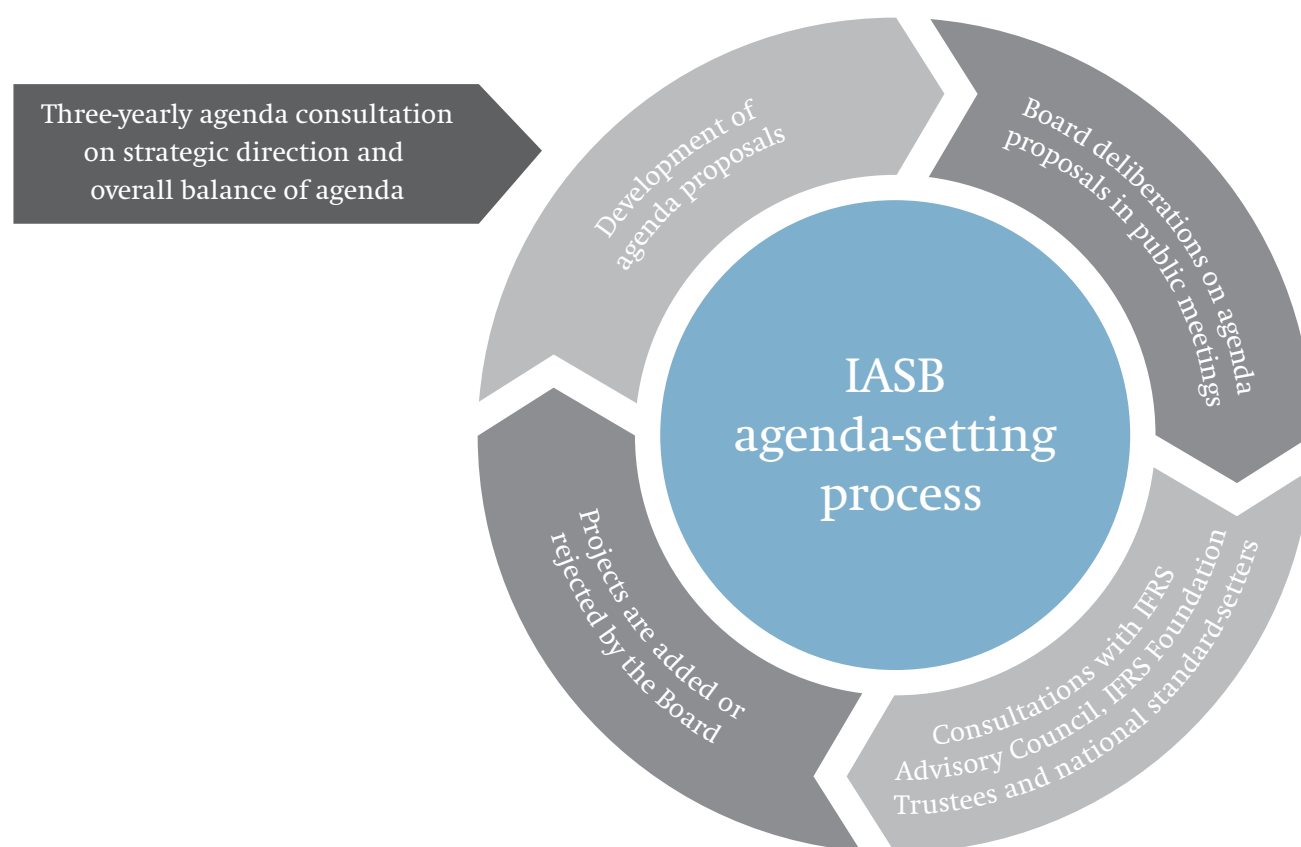 Three-yearly agenda consultation
on strategic direction and
overall balance of agenda
Development of
agenda proposals
Board deliberations on agenda
proposals in public meetings
Consultations with IFRS
Advisory Council, IFRS Foundation
Trustees and national standard-setters
Projects are added or
rejected by the Board
IASB
agenda-setting
process